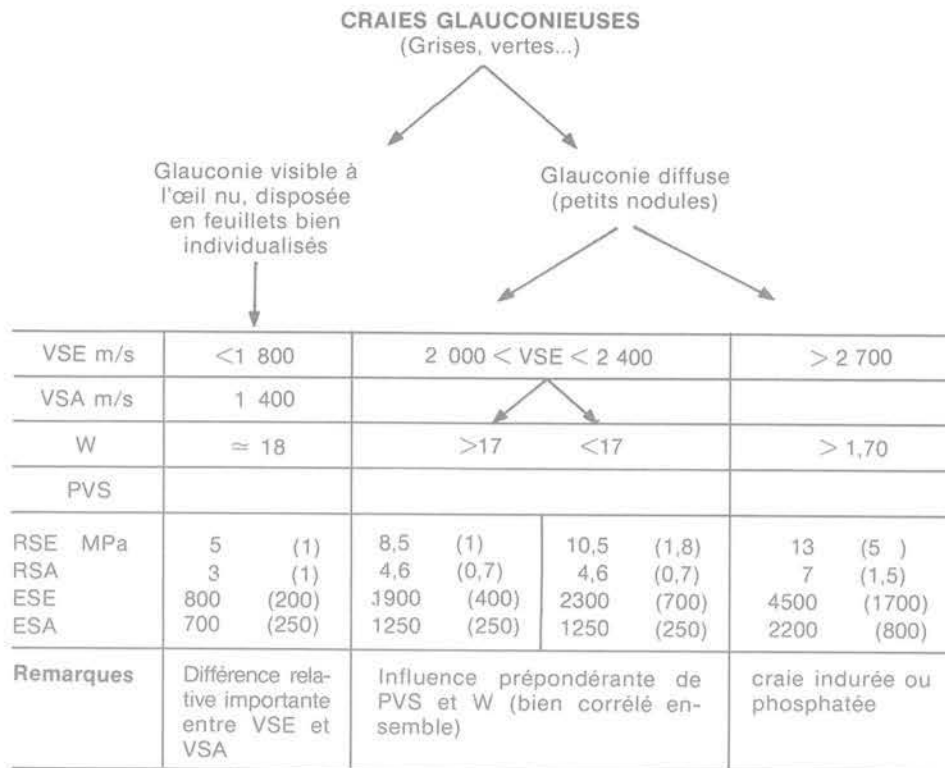 CRAIES GLAUCONIEUSES
(Grises, vertes...)
Glauconie visible à
l'œil nu, disposée
en feuillets bien
individualisés
Glauconie diffuse
(petits nodules)
VSE m/s <1 800 2 000 < VSE < 2 400 > 2 700
VSA m/s 1 400
W ≃ 18 >17 <17 > 1,70
PVS
RSE MPa 5 (1) 8,5 (1) 10,5 (1,8) 13 (5 )
RSA 3 (1) 4,6 (0,7) 4,6 (0,7) 7 (1,5)
ESE 800 (200) 1900 (400) 2300 (700) 4500 (1700)
ESA 700 (250) 1250 (250) 1250 (250) 2200 (800)
Remarques
Différence rela-
tive importante
entre VSE et
VSA
Influence prépondérante de
PVS et W (bien corrélé en-
semble)
craie indurée ou
phosphatée